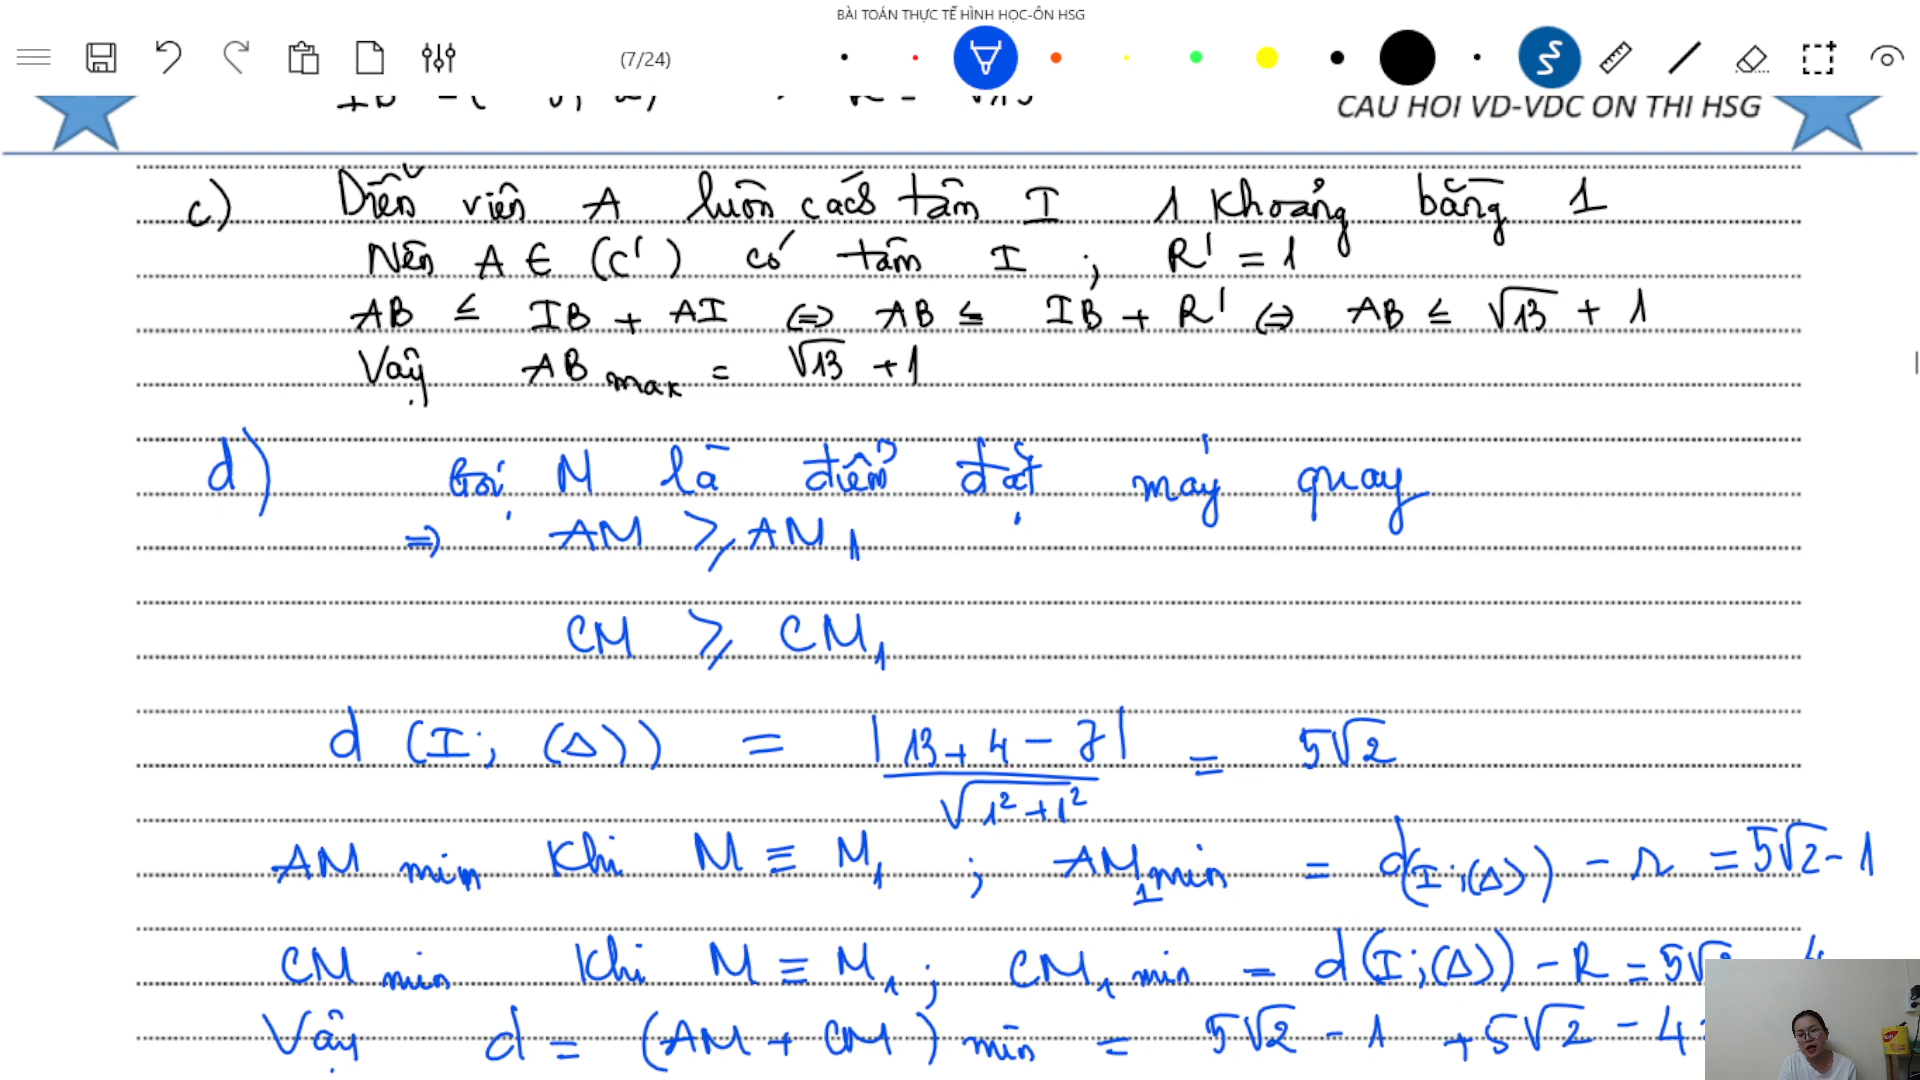 BÀI TOÁN THỰC TẾ HÌNH HỌC-ÔN HSG
(7/24)
CÂU HỎI VD-VDC ÔN THI HSG
c) Diễn viên A luôn cách tâm I 1 khoảng bằng 1
Nên A ∈ (C') có tâm I ; R' = 1
AB ≤ IB + AI ⇔ AB ≤ IB + R' ⇔ AB ≤ √13 + 1
Vậy AB max = √13 + 1
d) Gọi M là điểm đặt máy quay
⇒ AM ≥ AM₁
CM ≥ CM₁
d (I; (Δ)) = |13 + 4 - 7| / √(1² + 1²) = 5√2
AM min khi M ≡ M₁ ; AM₁ min = d(I;(Δ)) - r = 5√2 - 1
CM min khi M ≡ M₁ ; CM₁ min = d(I;(Δ)) - R = 5√2
Vậy d = (AM + CM) min = 5√2 - 1 + 5√2 - 4